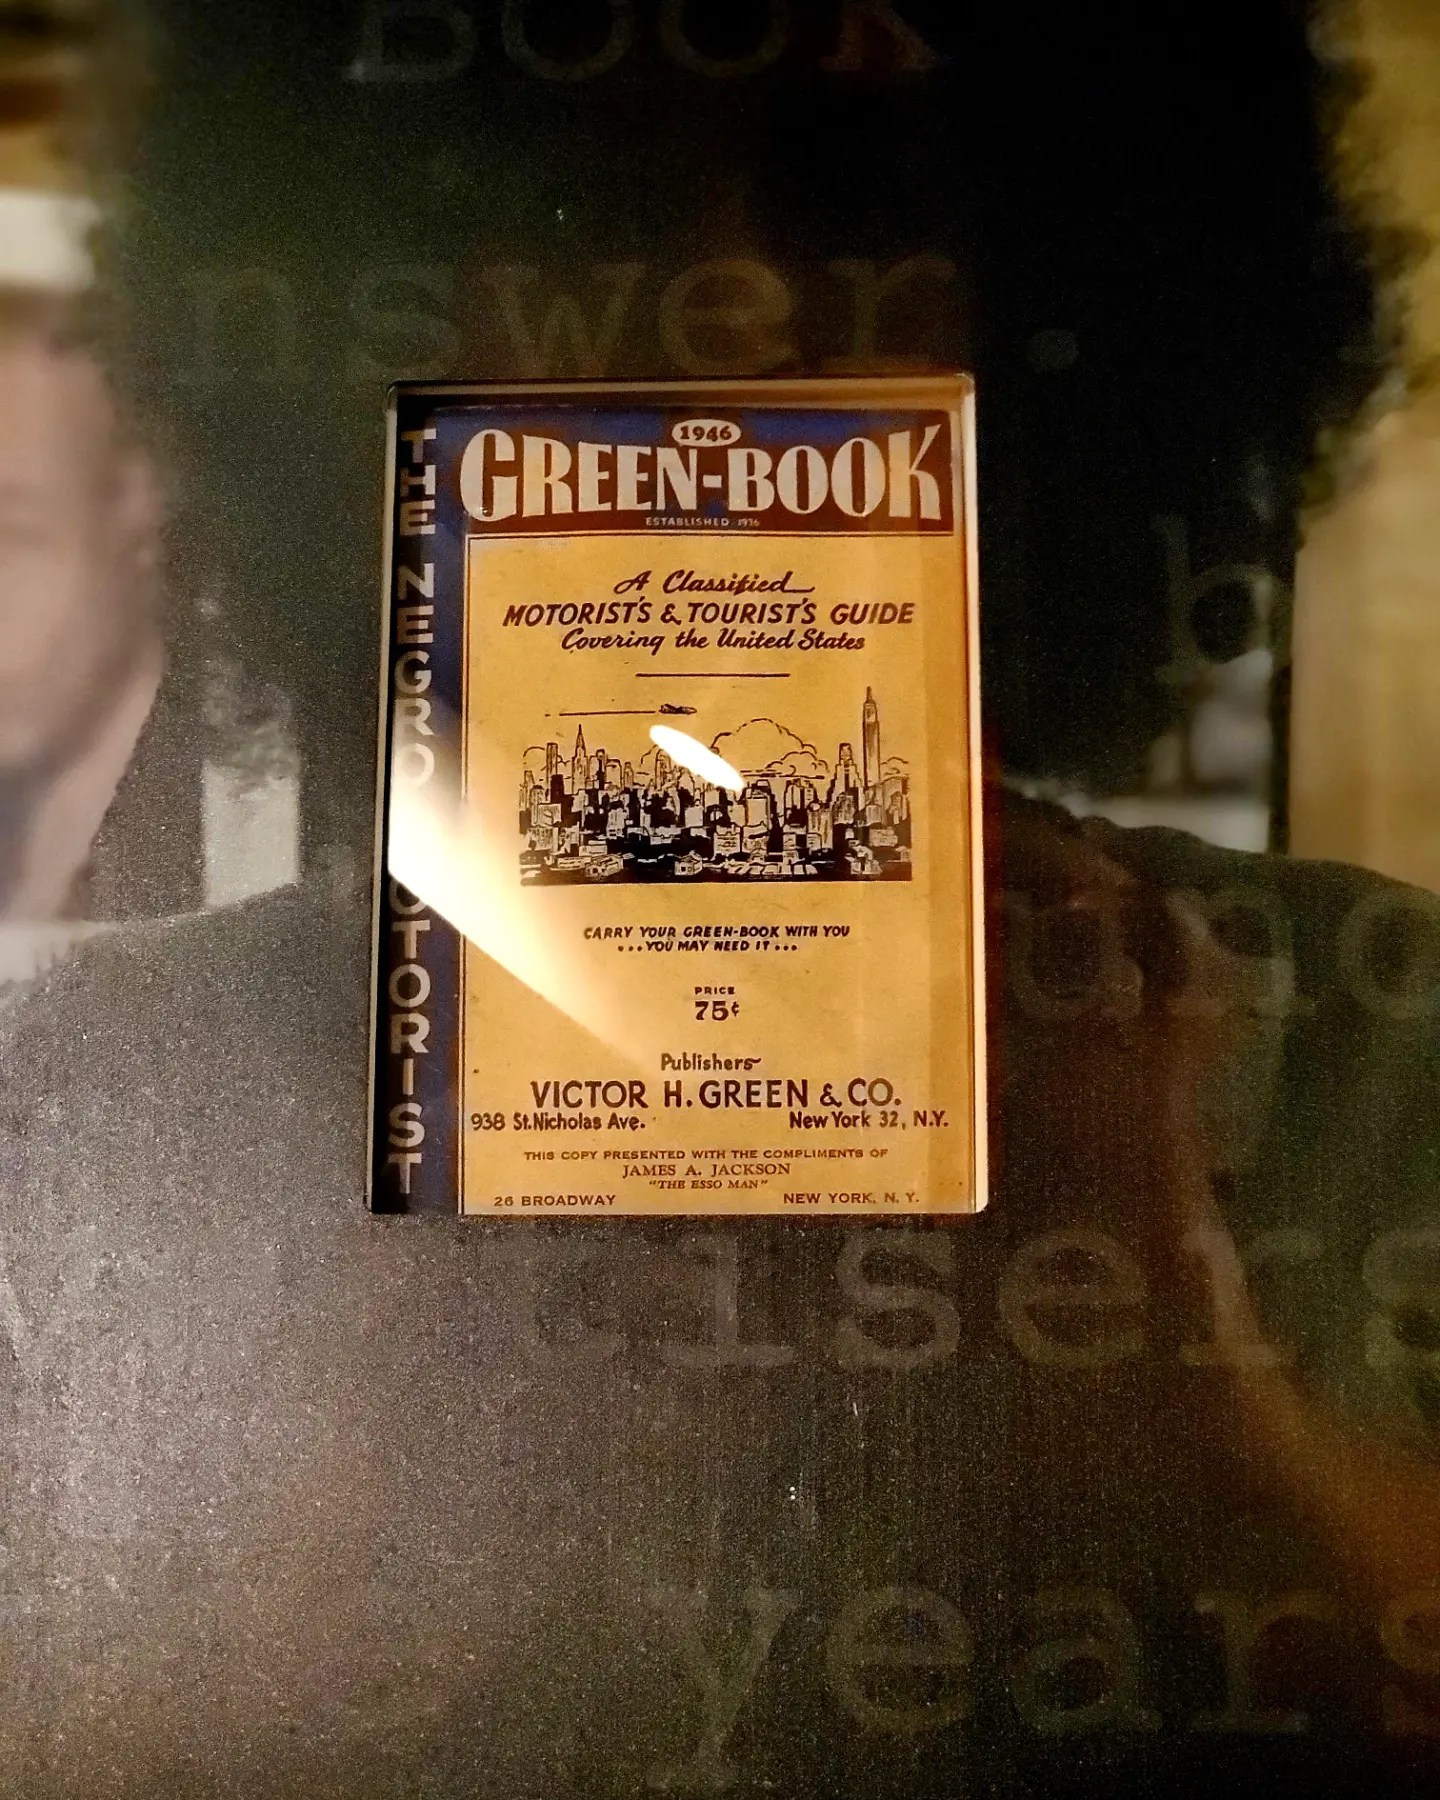 BOOK
nswer.
1946
GREEN-BOOK
ESTABLISHED 1936
THE NEGRO MOTORIST
A Classified
MOTORIST'S & TOURIST'S GUIDE
Covering the United States
CARRY YOUR GREEN-BOOK WITH YOU
...YOU MAY NEED IT...
PRICE
75¢
Publishers
VICTOR H. GREEN & CO.
938 St. Nicholas Ave. New York 32, N.Y.
THIS COPY PRESENTED WITH THE COMPLIMENTS OF
JAMES A. JACKSON
"THE ESSO MAN"
26 BROADWAY NEW YORK, N. Y.
years